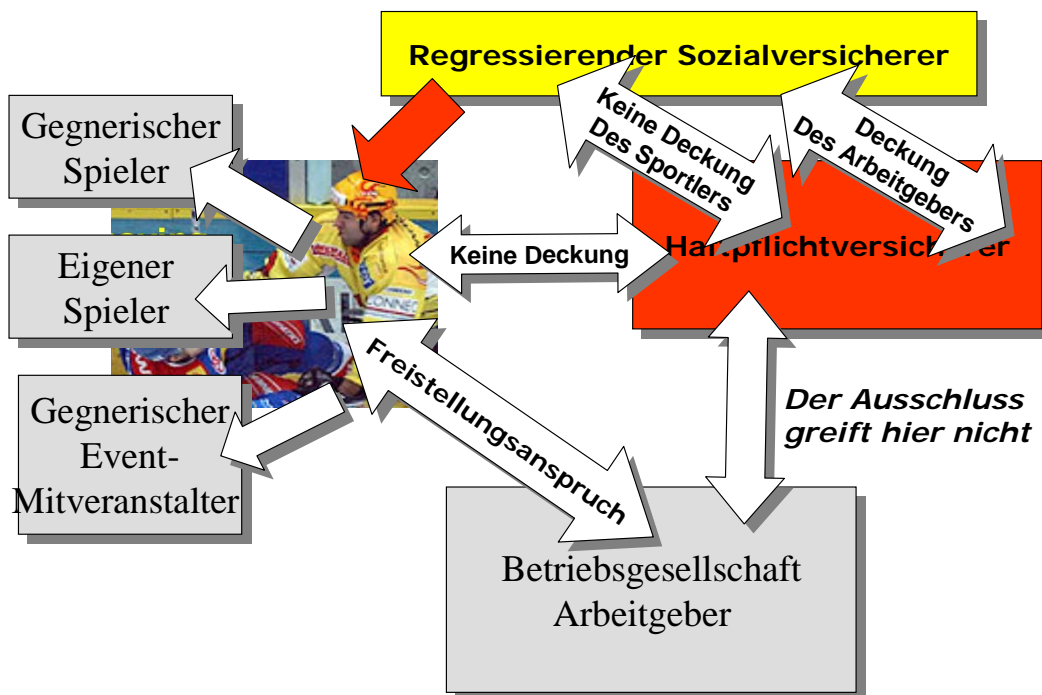 Regressierender Sozialversicherer
Gegnerischer
Spieler
Keine Deckung
Des Sportlers
Deckung
Des Arbeitgebers
Eigener
Spieler
Keine Deckung
Haftpflichtversicherer
Freistellungsanspruch
Gegnerischer
Event-
Mitveranstalter
Der Ausschluss
greift hier nicht
Betriebsgesellschaft
Arbeitgeber